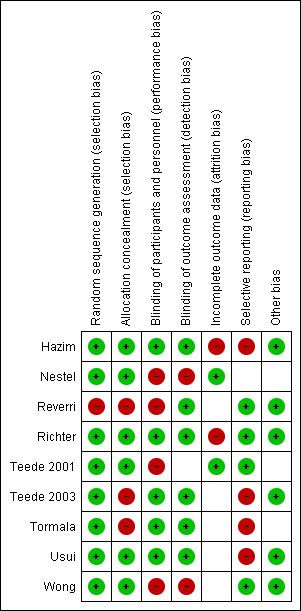 Random sequence generation (selection bias)
Allocation concealment (selection bias)
Blinding of participants and personnel (performance bias)
Blinding of outcome assessment (detection bias)
Incomplete outcome data (attrition bias)
Selective reporting (reporting bias)
Other bias
Hazim + + + + - - +
Nestel + + - - +
Reverri - - - + + +
Richter + + + + - + +
Teede 2001 + + - + +
Teede 2003 + - + + - +
Tormala + - + + -
Usui + + + + - +
Wong + + - - + +